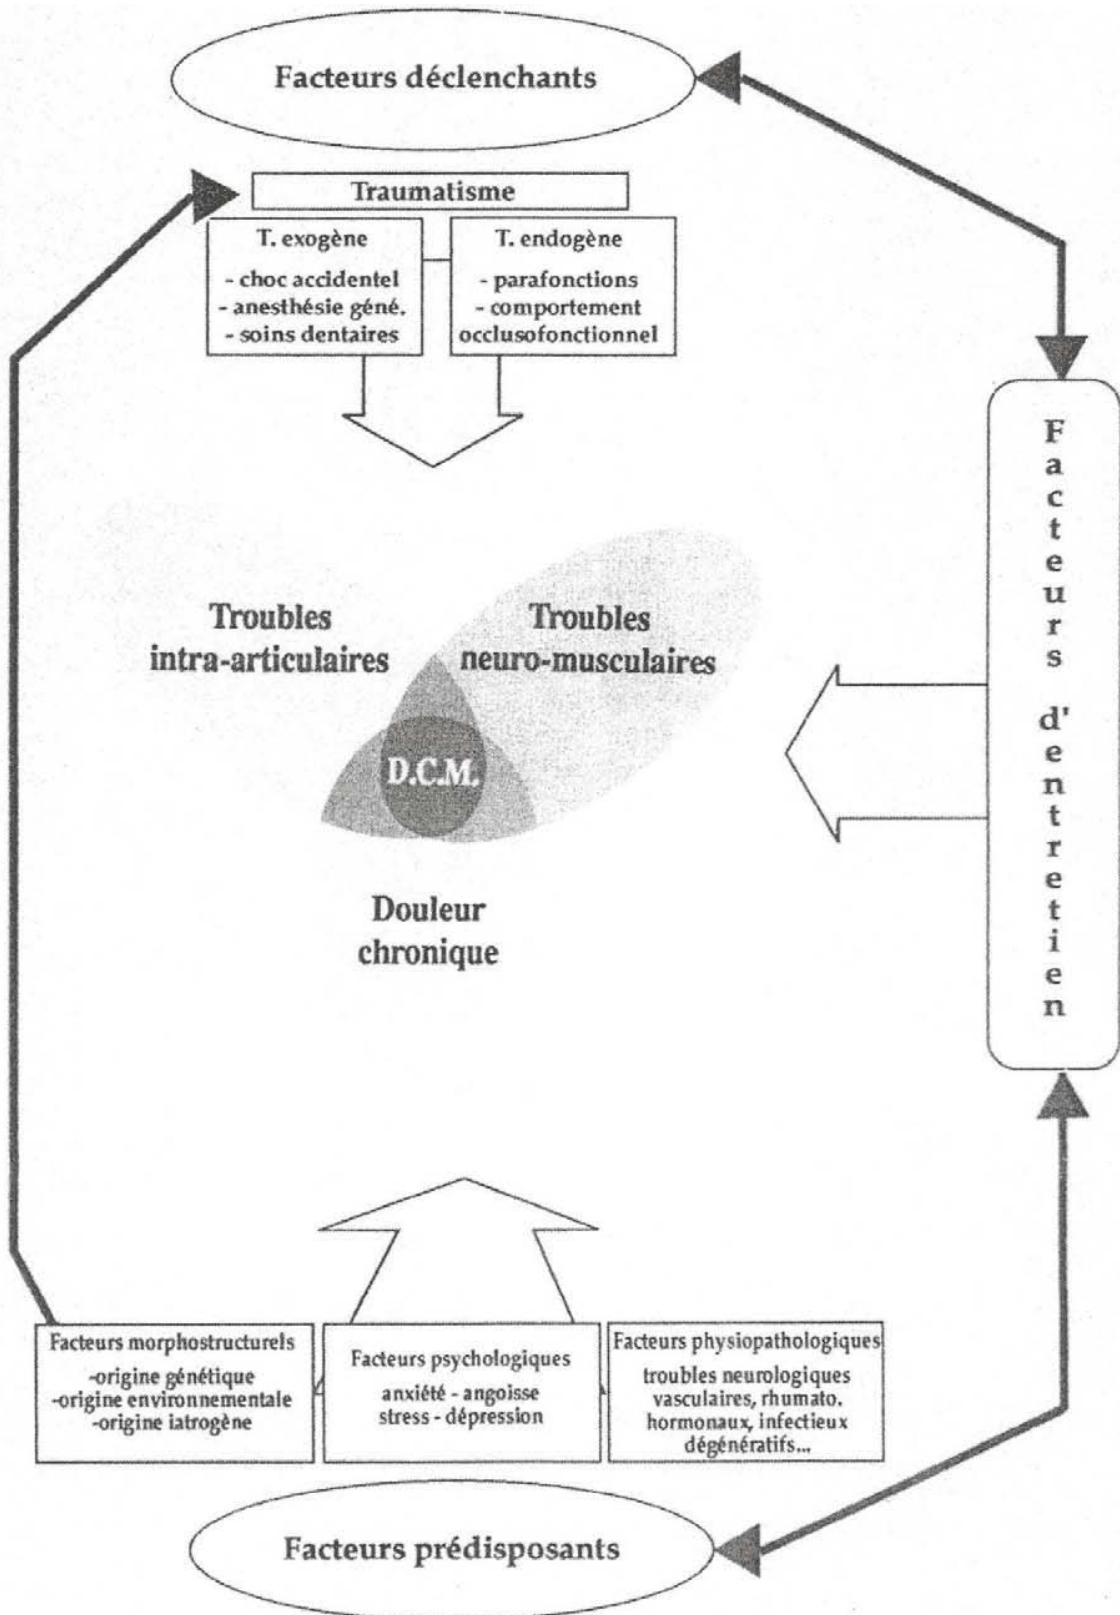 Facteurs déclenchants
Traumatisme
T. exogène
- choc accidentel
- anesthésie géné.
- soins dentaires
T. endogène
- parafonctions
- comportement
occlusofonctionnel
Facteurs d'entretien
Troubles
intra-articulaires
Troubles
neuro-musculaires
D.C.M.
Douleur
chronique
Facteurs morphostructurels
-origine génétique
-origine environnementale
-origine iatrogène
Facteurs psychologiques
anxiété - angoisse
stress - dépression
Facteurs physiopathologiques
troubles neurologiques
vasculaires, rhumato.
hormonaux, infectieux
dégénératifs...
Facteurs prédisposants